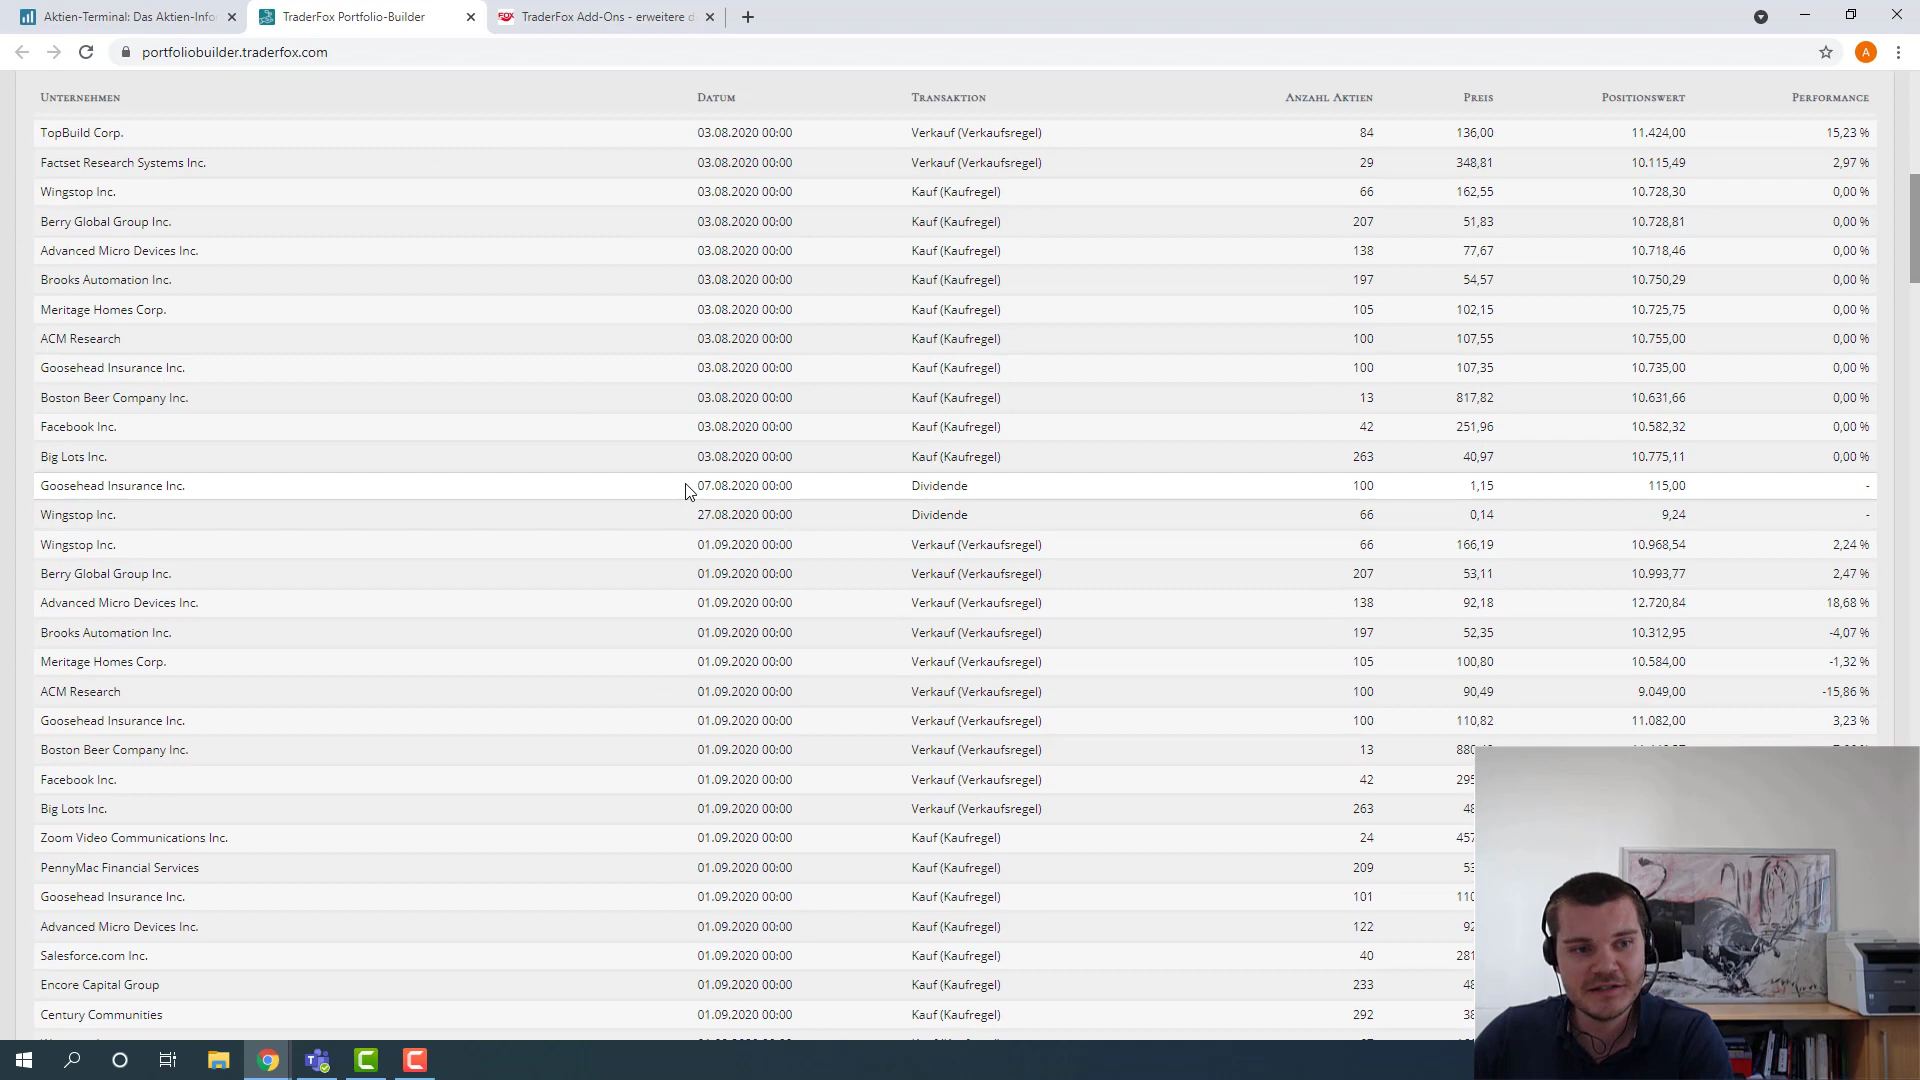 Aktien-Terminal: Das Aktien-Info
TraderFox Portfolio-Builder
FOX TraderFox Add-Ons - erweitere d
portfoliobuilder.traderfox.com
A
Unternehmen Datum Transaktion Anzahl Aktien Preis Positionswert Performance
TopBuild Corp. 03.08.2020 00:00 Verkauf (Verkaufsregel) 84 136,00 11.424,00 15,23 %
Factset Research Systems Inc. 03.08.2020 00:00 Verkauf (Verkaufsregel) 29 348,81 10.115,49 2,97 %
Wingstop Inc. 03.08.2020 00:00 Kauf (Kaufregel) 66 162,55 10.728,30 0,00 %
Berry Global Group Inc. 03.08.2020 00:00 Kauf (Kaufregel) 207 51,83 10.728,81 0,00 %
Advanced Micro Devices Inc. 03.08.2020 00:00 Kauf (Kaufregel) 138 77,67 10.718,46 0,00 %
Brooks Automation Inc. 03.08.2020 00:00 Kauf (Kaufregel) 197 54,57 10.750,29 0,00 %
Meritage Homes Corp. 03.08.2020 00:00 Kauf (Kaufregel) 105 102,15 10.725,75 0,00 %
ACM Research 03.08.2020 00:00 Kauf (Kaufregel) 100 107,55 10.755,00 0,00 %
Goosehead Insurance Inc. 03.08.2020 00:00 Kauf (Kaufregel) 100 107,35 10.735,00 0,00 %
Boston Beer Company Inc. 03.08.2020 00:00 Kauf (Kaufregel) 13 817,82 10.631,66 0,00 %
Facebook Inc. 03.08.2020 00:00 Kauf (Kaufregel) 42 251,96 10.582,32 0,00 %
Big Lots Inc. 03.08.2020 00:00 Kauf (Kaufregel) 263 40,97 10.775,11 0,00 %
Goosehead Insurance Inc. 07.08.2020 00:00 Dividende 100 1,15 115,00 -
Wingstop Inc. 27.08.2020 00:00 Dividende 66 0,14 9,24 -
Wingstop Inc. 01.09.2020 00:00 Verkauf (Verkaufsregel) 66 166,19 10.968,54 2,24 %
Berry Global Group Inc. 01.09.2020 00:00 Verkauf (Verkaufsregel) 207 53,11 10.993,77 2,47 %
Advanced Micro Devices Inc. 01.09.2020 00:00 Verkauf (Verkaufsregel) 138 92,18 12.720,84 18,68 %
Brooks Automation Inc. 01.09.2020 00:00 Verkauf (Verkaufsregel) 197 52,35 10.312,95 -4,07 %
Meritage Homes Corp. 01.09.2020 00:00 Verkauf (Verkaufsregel) 105 100,80 10.584,00 -1,32 %
ACM Research 01.09.2020 00:00 Verkauf (Verkaufsregel) 100 90,49 9.049,00 -15,86 %
Goosehead Insurance Inc. 01.09.2020 00:00 Verkauf (Verkaufsregel) 100 110,82 11.082,00 3,23 %
Boston Beer Company Inc. 01.09.2020 00:00 Verkauf (Verkaufsregel) 13 880
Facebook Inc. 01.09.2020 00:00 Verkauf (Verkaufsregel) 42 295
Big Lots Inc. 01.09.2020 00:00 Verkauf (Verkaufsregel) 263 48
Zoom Video Communications Inc. 01.09.2020 00:00 Kauf (Kaufregel) 24 457
PennyMac Financial Services 01.09.2020 00:00 Kauf (Kaufregel) 209 53
Goosehead Insurance Inc. 01.09.2020 00:00 Kauf (Kaufregel) 101 110
Advanced Micro Devices Inc. 01.09.2020 00:00 Kauf (Kaufregel) 122 92
Salesforce.com Inc. 01.09.2020 00:00 Kauf (Kaufregel) 40 281
Encore Capital Group 01.09.2020 00:00 Kauf (Kaufregel) 233 48
Century Communities 01.09.2020 00:00 Kauf (Kaufregel) 292 38